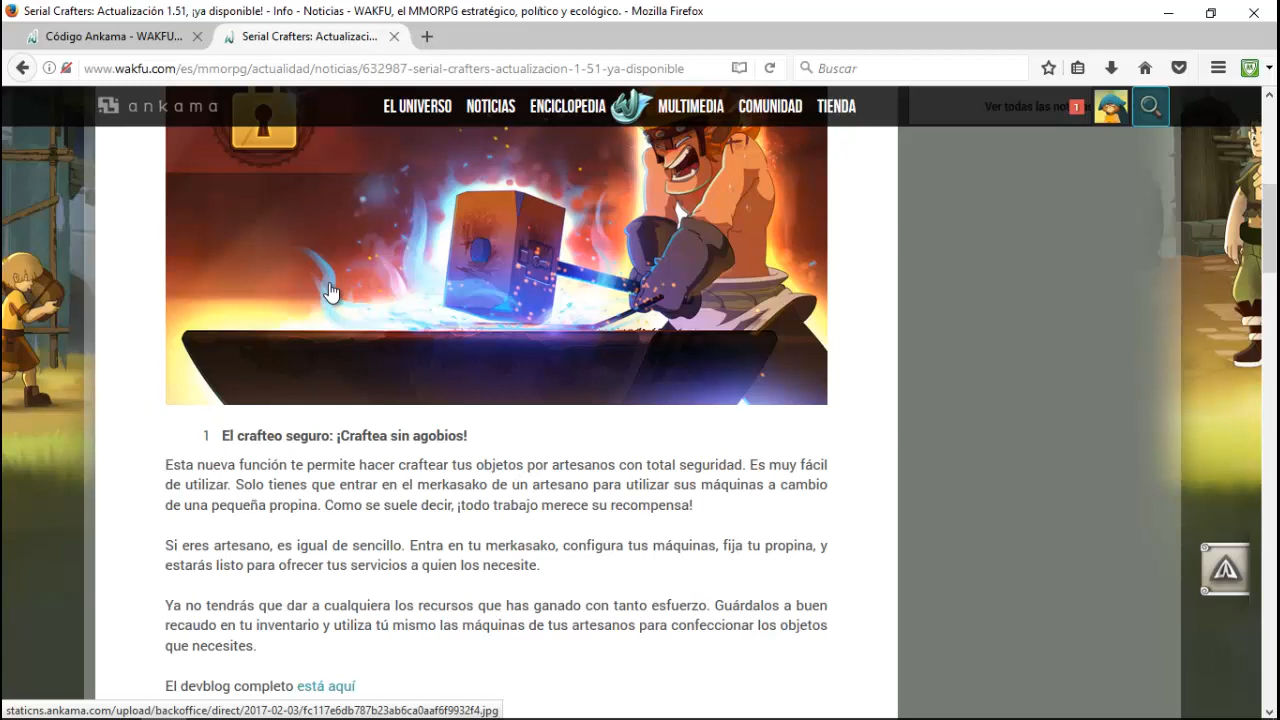 Serial Crafters: Actualización 1.51, ¡ya disponible! - Info - Noticias - WAKFU, el MMORPG estratégico, político y ecológico. - Mozilla Firefox
Código Ankama - WAKFU...
Serial Crafters: Actualizaci...
www.wakfu.com/es/mmorpg/actualidad/noticias/632987-serial-crafters-actualizacion-1-51-ya-disponible
Buscar
ankama
EL UNIVERSO
NOTICIAS
ENCICLOPEDIA
MULTIMEDIA
COMUNIDAD
TIENDA
Ver todas las
1
1 El crafteo seguro: ¡Craftea sin agobios!
Esta nueva función te permite hacer craftear tus objetos por artesanos con total seguridad. Es muy fácil
de utilizar. Solo tienes que entrar en el merkasako de un artesano para utilizar sus máquinas a cambio
de una pequeña propina. Como se suele decir, ¡todo trabajo merece su recompensa!
Si eres artesano, es igual de sencillo. Entra en tu merkasako, configura tus máquinas, fija tu propina, y
estarás listo para ofrecer tus servicios a quien los necesite.
Ya no tendrás que dar a cualquiera los recursos que has ganado con tanto esfuerzo. Guárdalos a buen
recaudo en tu inventario y utiliza tú mismo las máquinas de tus artesanos para confeccionar los objetos
que necesites.
El devblog completo está aquí
staticns.ankama.com/upload/backoffice/direct/2017-02-03/fc117e6db787b23ab6ca0aaf6f9932f4.jpg